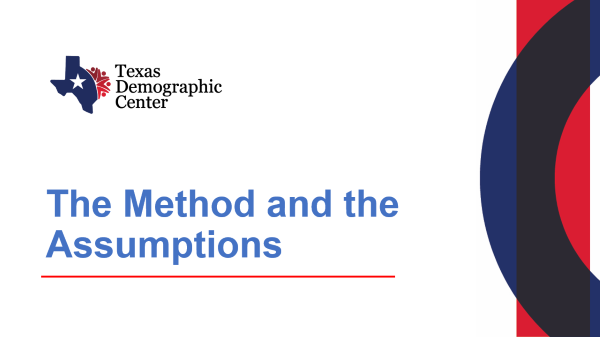 Texas
Demographic
Center
The Method and the
Assumptions